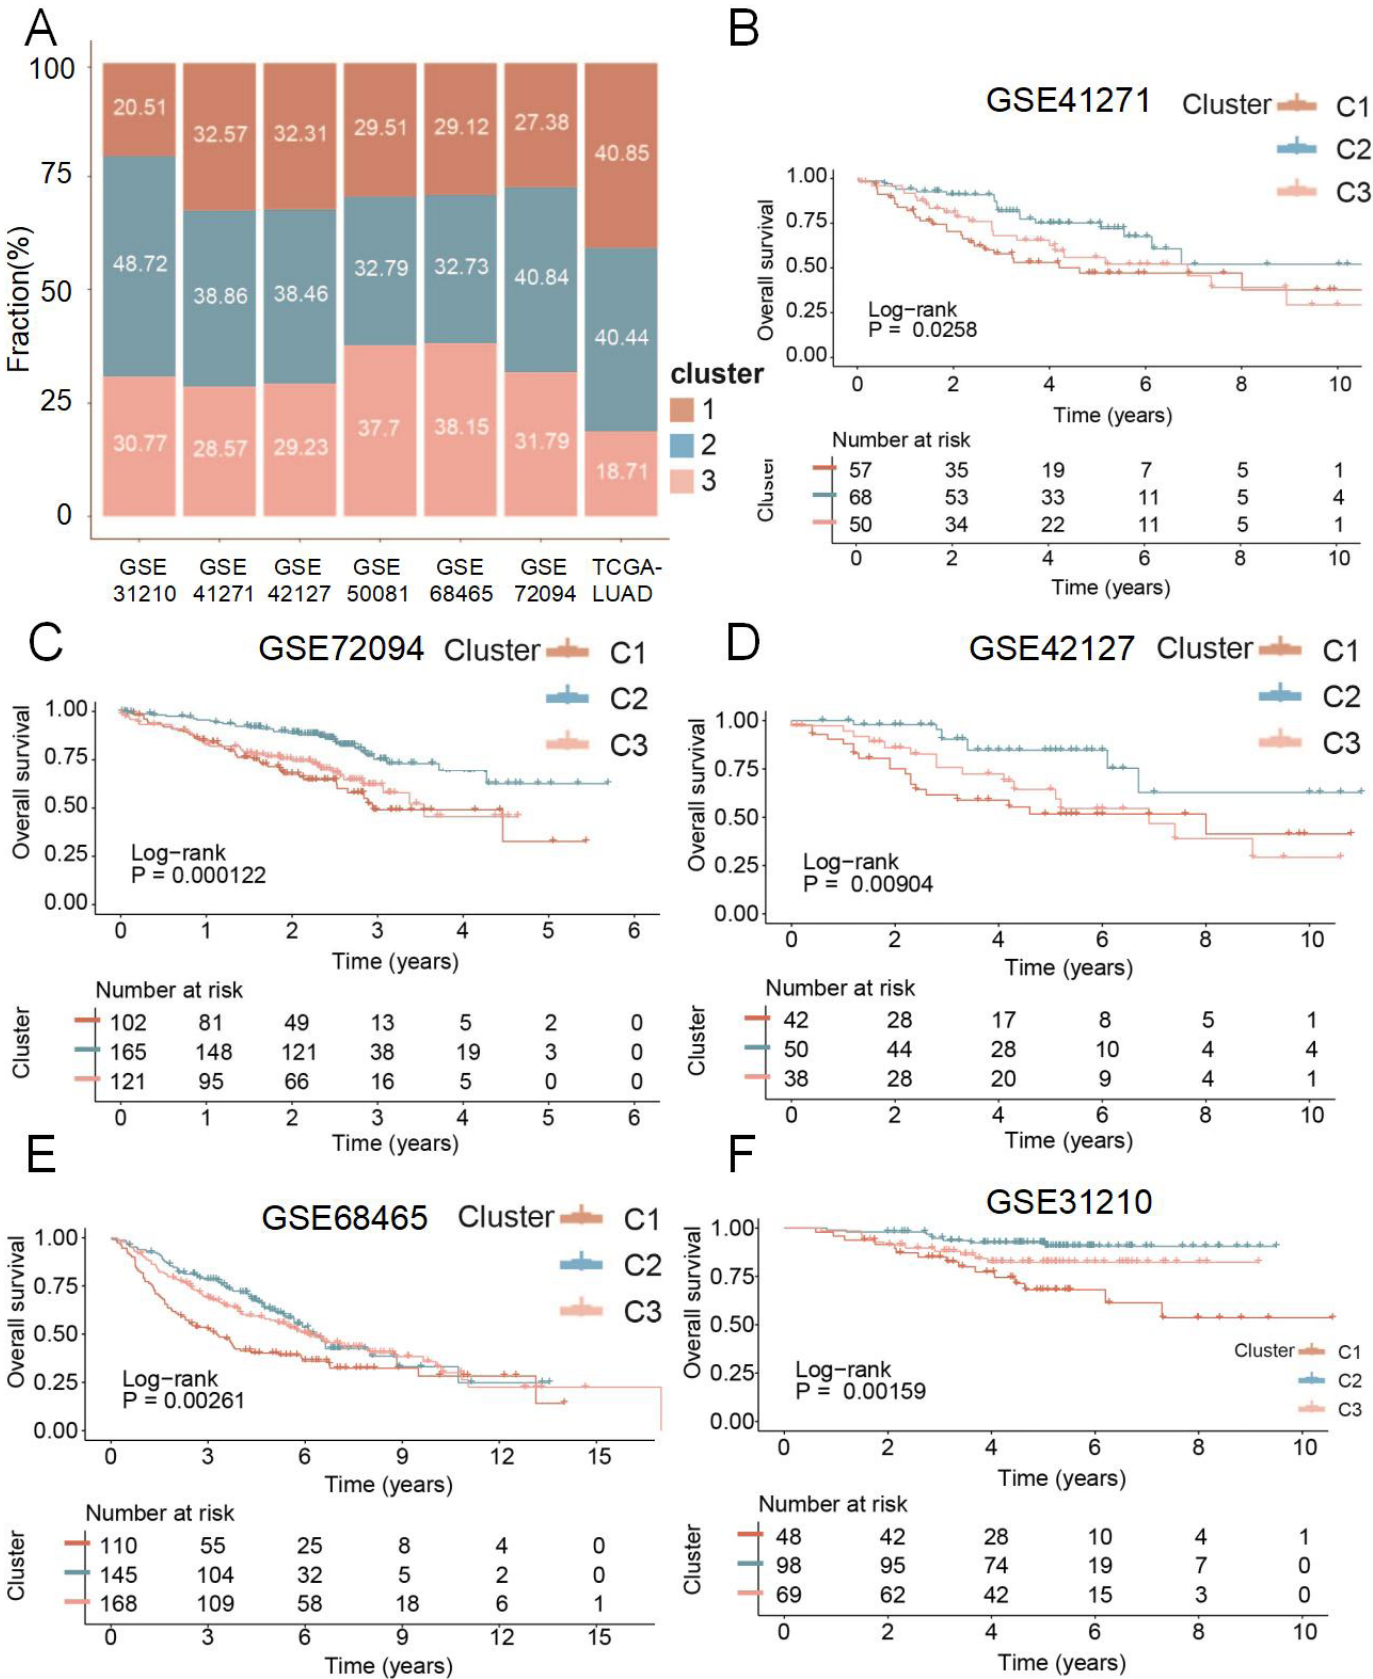 A
Fraction(%)
100
75
50
25
0
20.51 32.57 32.31 29.51 29.12 27.38 40.85
48.72 38.86 38.46 32.79 32.73 40.84 40.44
30.77 28.57 29.23 37.7 38.15 31.79 18.71
GSE GSE GSE GSE GSE GSE TCGA-
31210 41271 42127 50081 68465 72094 LUAD
cluster
1
2
3
B
GSE41271 Cluster C1
C2
C3
Overall survival
1.00
0.75
0.50
0.25
0.00
Log-rank
P = 0.0258
0 2 4 6 8 10
Time (years)
Number at risk
Cluster
57 35 19 7 5 1
68 53 33 11 5 4
50 34 22 11 5 1
0 2 4 6 8 10
Time (years)
C
GSE72094 Cluster C1
C2
C3
Overall survival
1.00
0.75
0.50
0.25
0.00
Log-rank
P = 0.000122
0 1 2 3 4 5 6
Time (years)
Number at risk
Cluster
102 81 49 13 5 2 0
165 148 121 38 19 3 0
121 95 66 16 5 0 0
0 1 2 3 4 5 6
Time (years)
D
GSE42127 Cluster C1
C2
C3
Overall survival
1.00
0.75
0.50
0.25
0.00
Log-rank
P = 0.00904
0 2 4 6 8 10
Time (years)
Number at risk
Cluster
42 28 17 8 5 1
50 44 28 10 4 4
38 28 20 9 4 1
0 2 4 6 8 10
Time (years)
E
GSE68465 Cluster C1
C2
C3
Overall survival
1.00
0.75
0.50
0.25
0.00
Log-rank
P = 0.00261
0 3 6 9 12 15
Time (years)
Number at risk
Cluster
110 55 25 8 4 0
145 104 32 5 2 0
168 109 58 18 6 1
0 3 6 9 12 15
Time (years)
F
GSE31210
Overall survival
1.00
0.75
0.50
0.25
0.00
Cluster C1
C2
C3
Log-rank
P = 0.00159
0 2 4 6 8 10
Time (years)
Number at risk
Cluster
48 42 28 10 4 1
98 95 74 19 7 0
69 62 42 15 3 0
0 2 4 6 8 10
Time (years)